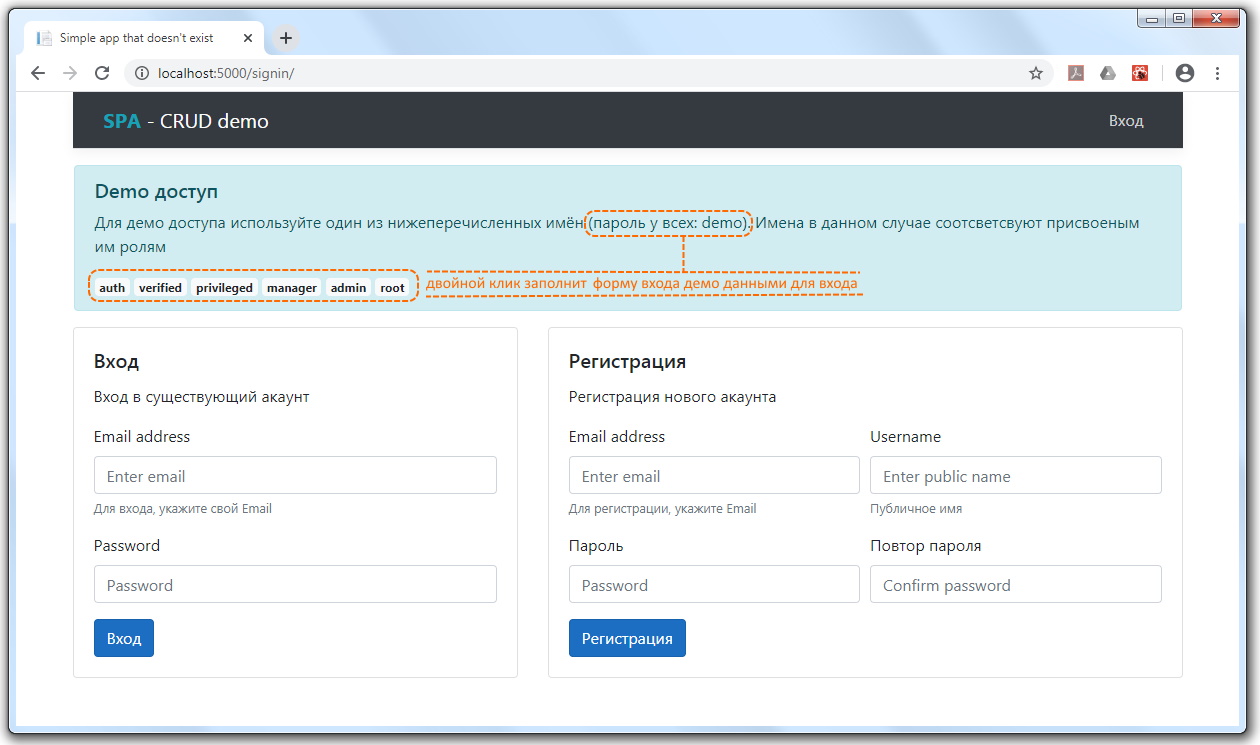 Simple app that doesn't exist
localhost:5000/signin/
SPA - CRUD demo
Вход
Demo доступ
Для демо доступа используйте один из нижеперечисленных имён (пароль у всех: demo). Имена в данном случае соотсветсвуют присвоеным
им ролям
auth verified privileged manager admin root
двойной клик заполнит форму входа демо данными для входа
Вход
Вход в существующий акаунт
Email address
Enter email
Для входа, укажите свой Email
Password
Password
Вход
Регистрация
Регистрация нового акаунта
Email address Username
Enter email Enter public name
Для регистрации, укажите Email Публичное имя
Пароль Повтор пароля
Password Confirm password
Регистрация